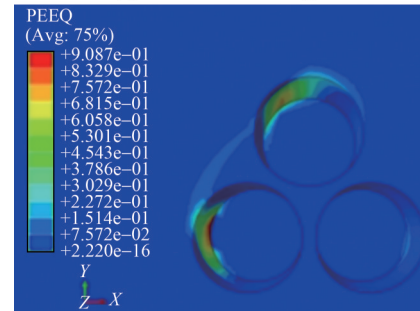 PEEQ
(Avg: 75%)
+9.087e−01
+8.329e−01
+7.572e−01
+6.815e−01
+6.058e−01
+5.301e−01
+4.543e−01
+3.786e−01
+3.029e−01
+2.272e−01
+1.514e−01
+7.572e−02
+2.220e−16
Y
Z X